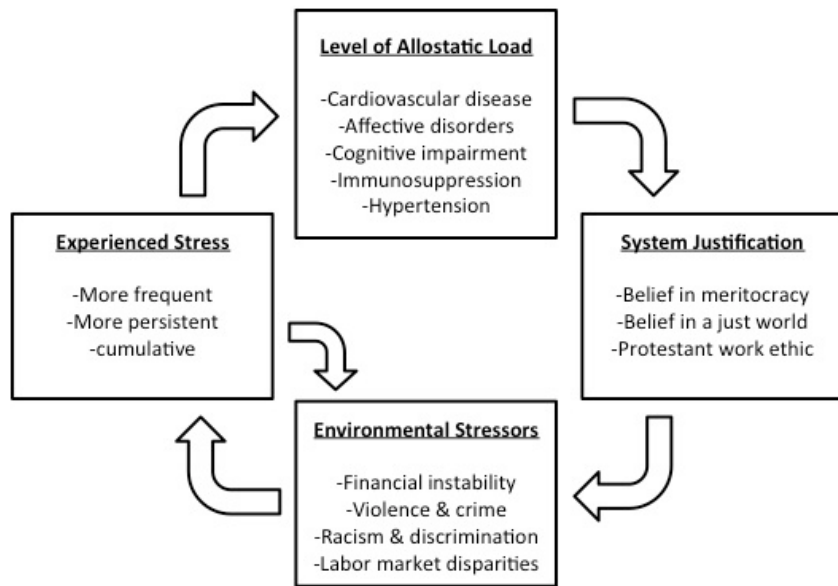 Level of Allostatic Load
-Cardiovascular disease
-Affective disorders
-Cognitive impairment
-Immunosuppression
-Hypertension
Experienced Stress
-More frequent
-More persistent
-cumulative
System Justification
-Belief in meritocracy
-Belief in a just world
-Protestant work ethic
Environmental Stressors
-Financial instability
-Violence & crime
-Racism & discrimination
-Labor market disparities